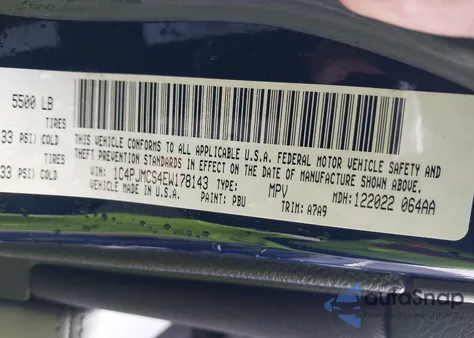 5500 LB
TIRES
33 PSI) COLD
THIS VEHICLE CONFORMS TO ALL APPLICABLE U.S.A. FEDERAL MOTOR VEHICLE SAFETY AND
THEFT PREVENTION STANDARDS IN EFFECT ON THE DATE OF MANUFACTURE SHOWN ABOVE.
TIRES
33 PSI) COLD
VIN: 1C4PJMCS4EW178143 TYPE: MPV MDH: 122022 064AA
VEHICLE MADE IN U.S.A. PAINT: PBU TRIM: A7A9
autoSnap